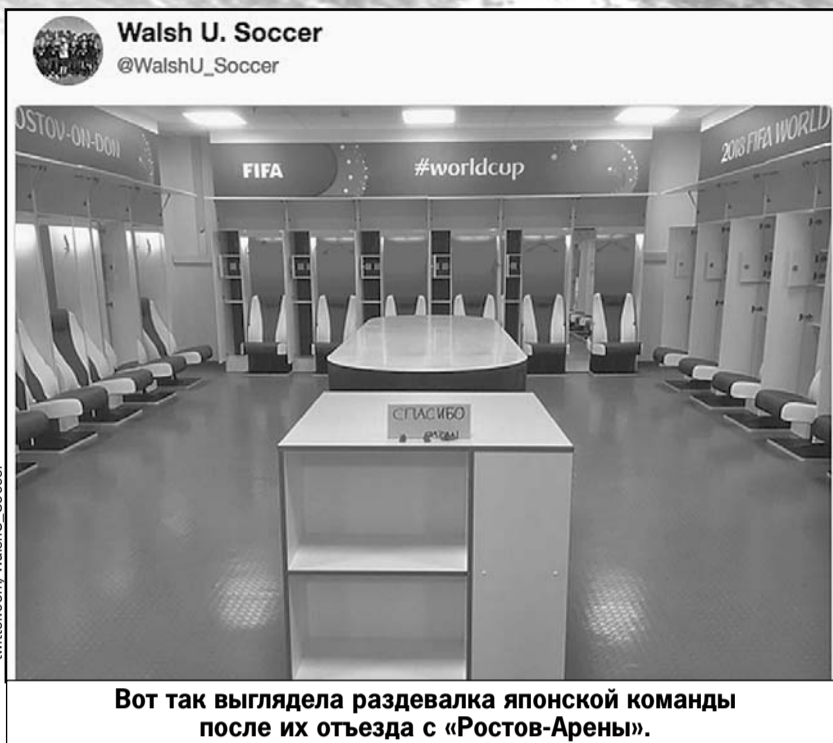 Walsh U. Soccer
@WalshU_Soccer
OSTOV-ON-DON
FIFA
#worldcup
2018 FIFA WORLD
СПАСИБО
Вот так выглядела раздевалка японской команды
после их отъезда с «Ростов-Арены».